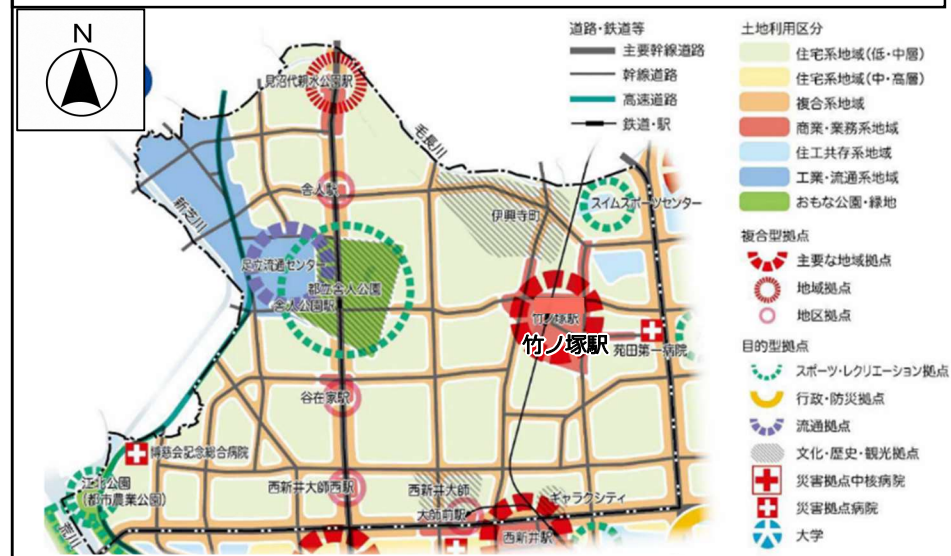 N
見沼代親水公園駅
毛長川
舎人駅
新芝川
伊興寺町
スイムスポーツセンター
足立流通センター
都立舎人公園
舎人公園駅
竹ノ塚駅
竹ノ塚駅
苑田第一病院
谷在家駅
博慈会記念総合病院
江北公園
(都市農業公園)
荒川
西新井大師西駅
西新井大師
大師前駅
ギャラクシティ
西新井駅
道路・鉄道等
主要幹線道路
幹線道路
高速道路
鉄道・駅
土地利用区分
住宅系地域(低・中層)
住宅系地域(中・高層)
複合系地域
商業・業務系地域
住工共存系地域
工業・流通系地域
おもな公園・緑地
複合型拠点
主要な地域拠点
地域拠点
地区拠点
目的型拠点
スポーツ・レクリエーション拠点
行政・防災拠点
流通拠点
文化・歴史・観光拠点
災害拠点中核病院
災害拠点病院
大学